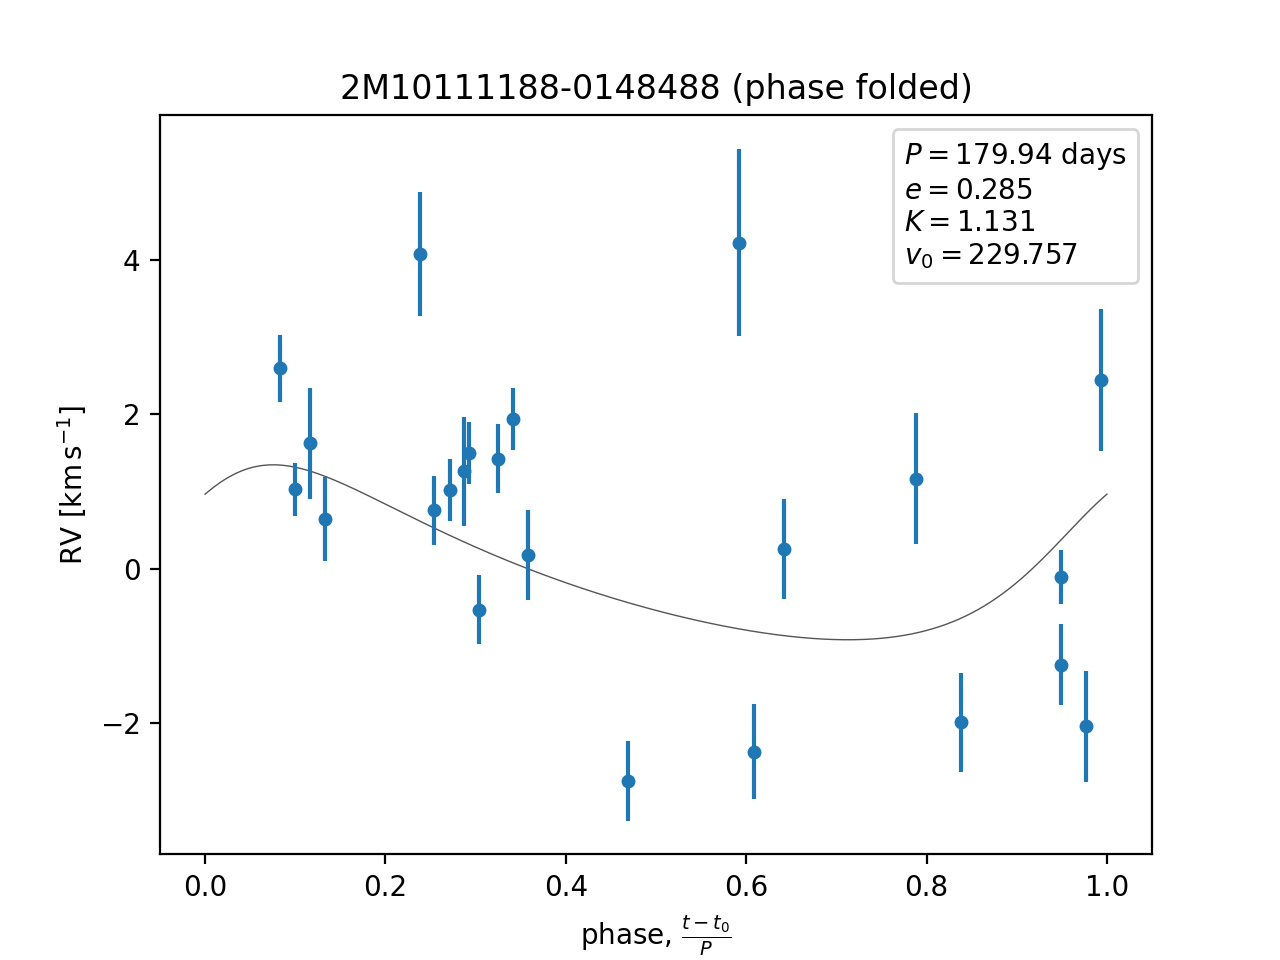 2M10111188-0148488 (phase folded)
P = 179.94 days
e = 0.285
K = 1.131
v₀ = 229.757
RV [km s⁻¹]
4
2
0
−2
0.0 0.2 0.4 0.6 0.8 1.0
phase, (t − t₀)/P